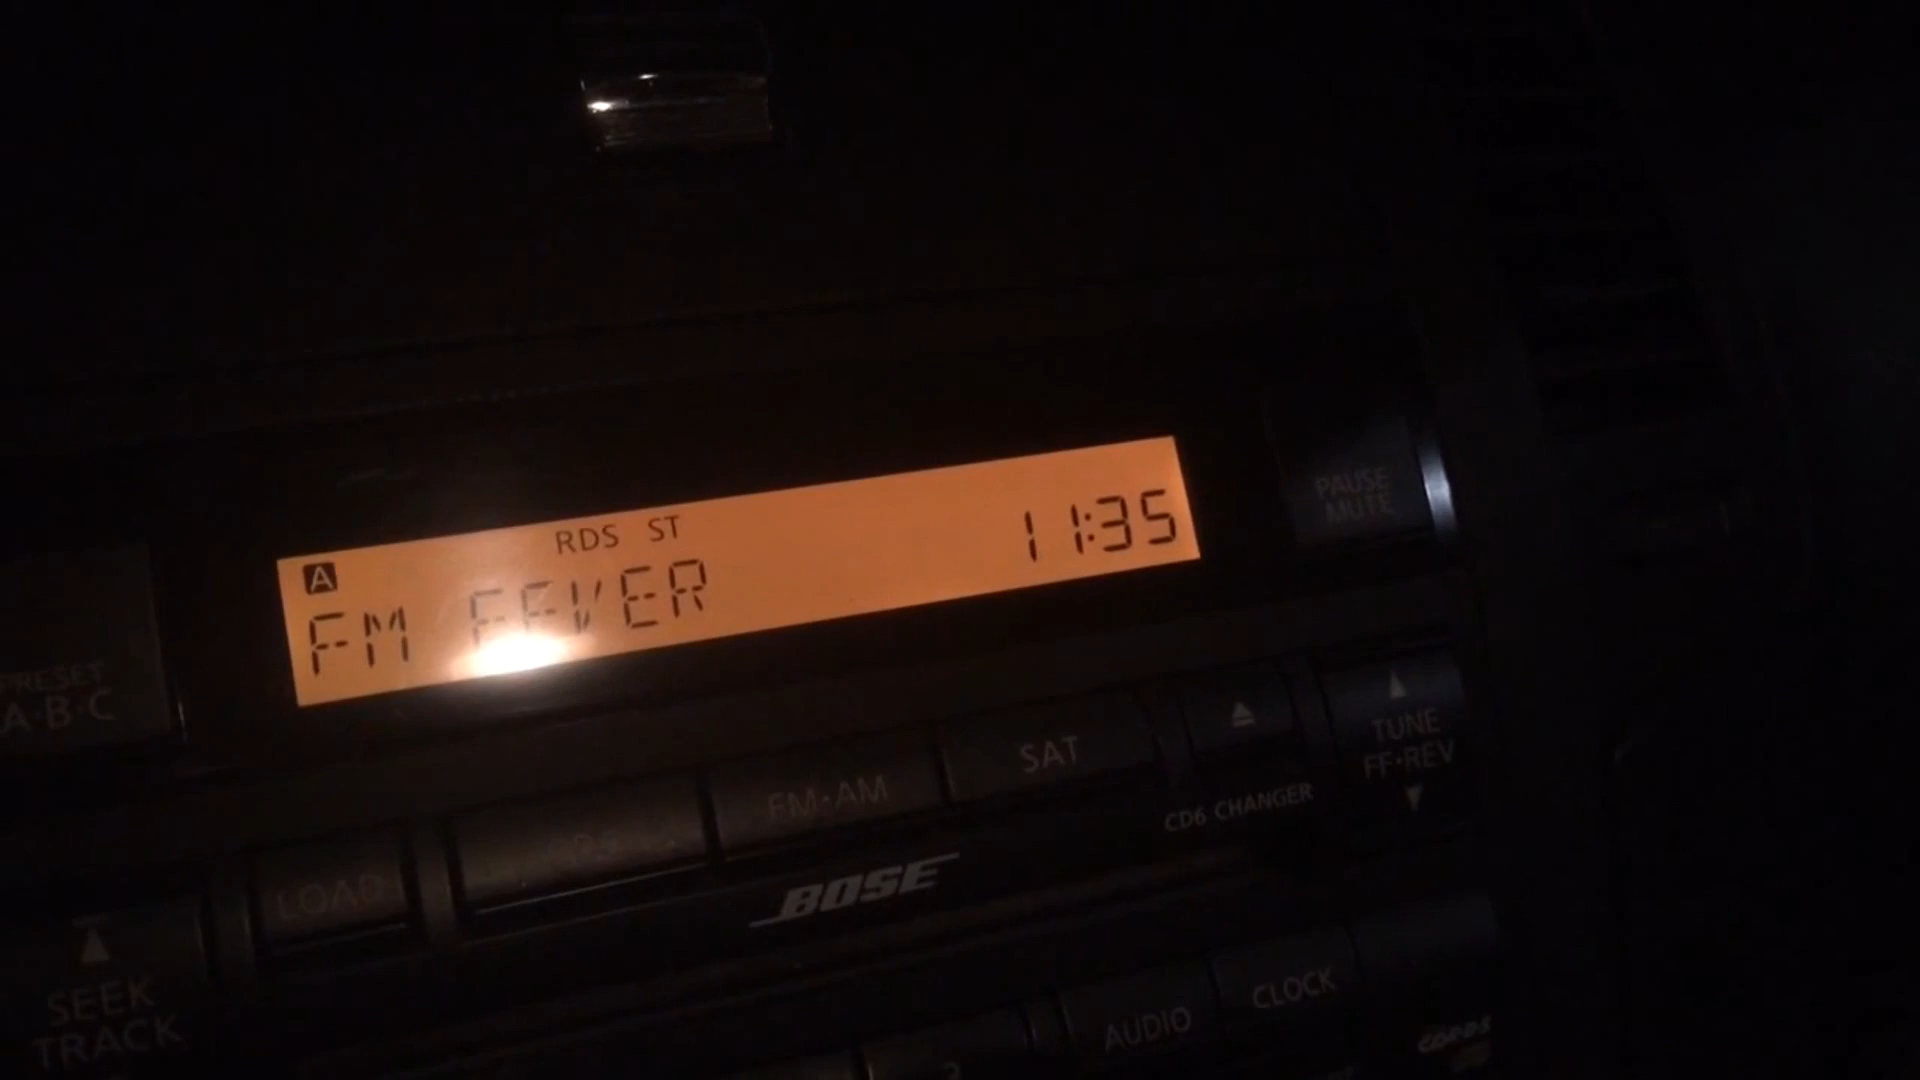 RDS ST
A
FM FEVER 11:35
PAUSE
MUTE
PRESET
A·B·C
SAT
FM·AM
TUNE
FF·REV
CD6 CHANGER
LOAD
BOSE
SEEK
TRACK
CLOCK
AUDIO